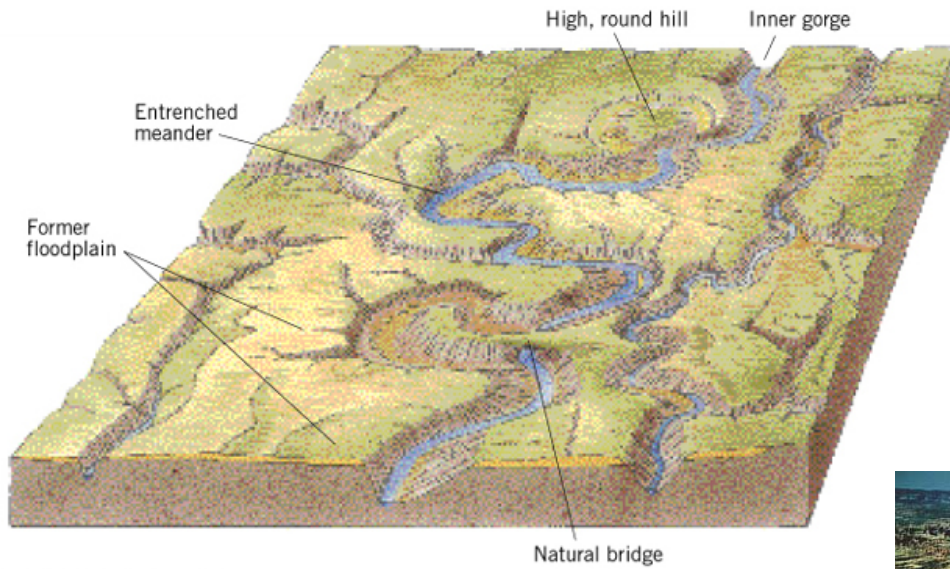 High, round hill
Inner gorge
Entrenched
meander
Former
floodplain
Natural bridge